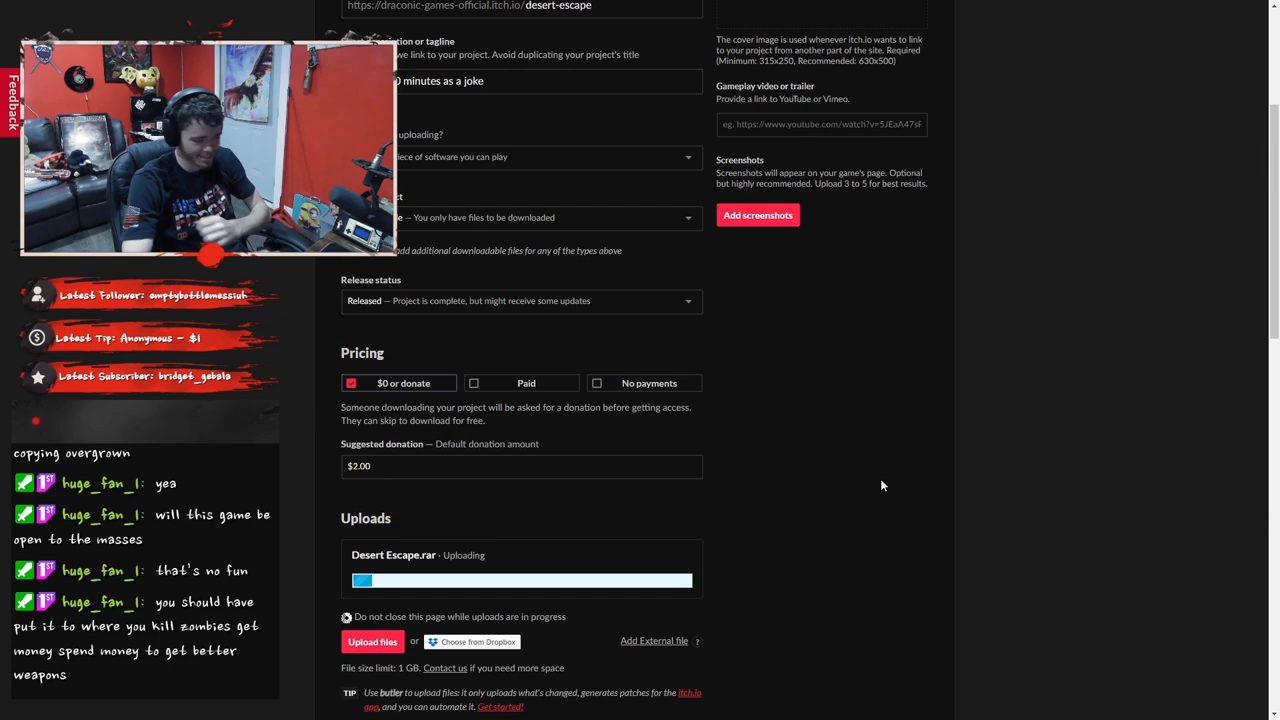 https://draconic-games-official.itch.io/desert-escape
ption or tagline
we link to your project. Avoid duplicating your project's title
0 minutes as a joke
uploading?
iece of software you can play
— You only have files to be downloaded
add additional downloadable files for any of the types above
Release status
Released — Project is complete, but might receive some updates
Pricing
$0 or donate
Paid
No payments
Someone downloading your project will be asked for a donation before getting access.
They can skip to download for free.
Suggested donation — Default donation amount
$2.00
Uploads
Desert Escape.rar · Uploading
Do not close this page while uploads are in progress
Upload files or Choose from Dropbox
Add External file ?
File size limit: 1 GB. Contact us if you need more space
TIP Use butler to upload files: it only uploads what's changed, generates patches for the itch.io
app, and you can automate it. Get started!
The cover image is used whenever itch.io wants to link
to your project from another part of the site. Required
(Minimum: 315x250, Recommended: 630x500)
Gameplay video or trailer
Provide a link to YouTube or Vimeo.
eg. https://www.youtube.com/watch?v=5JEaA47sP
Screenshots
Screenshots will appear on your game's page. Optional
but highly recommended. Upload 3 to 5 for best results.
Add screenshots
Feedback
Latest Follower: emptybottlemessiuh
Latest Tip: Anonymous - $1
Latest Subscriber: bridget_gebala
copying overgrown
1ST huge_fan_1: yea
1ST huge_fan_1: will this game be
open to the masses
1ST huge_fan_1: that's no fun
1ST huge_fan_1: you should have
put it to where you kill zombies get
money spend money to get better
weapons